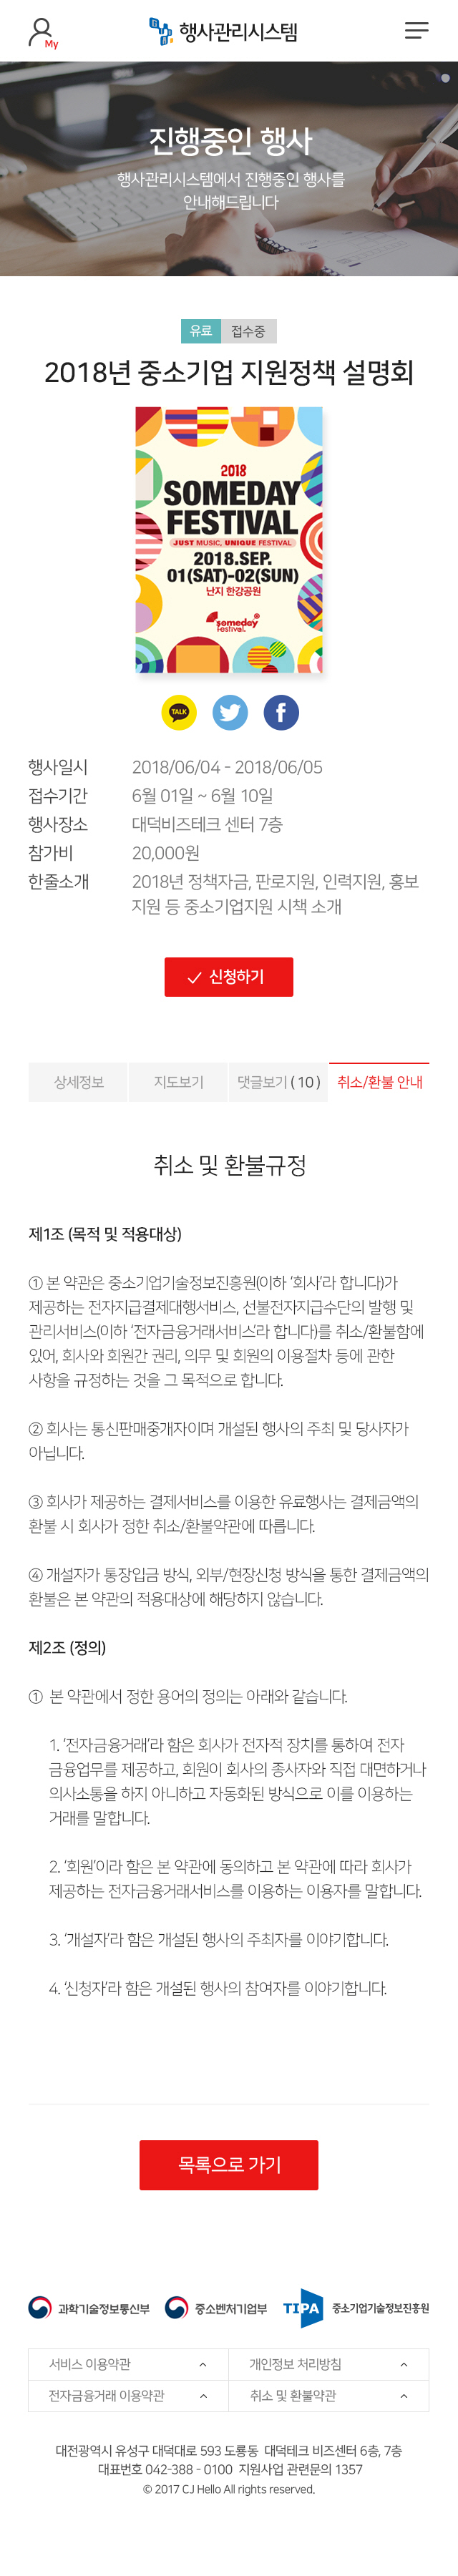 My
행사관리시스템
진행중인 행사
행사관리시스템에서 진행중인 행사를
안내해드립니다
유료 접수중
2018년 중소기업 지원정책 설명회
2018
SOMEDAY
FESTIVAL
JUST MUSIC, UNIQUE FESTIVAL
2018.SEP.
01(SAT)-02(SUN)
난지 한강공원
someday
FESTIVAL
TALK
f
행사일시 2018/06/04 - 2018/06/05
접수기간 6월 01일 ~ 6월 10일
행사장소 대덕비즈테크 센터 7층
참가비 20,000원
한줄소개 2018년 정책자금, 판로지원, 인력지원, 홍보
지원 등 중소기업지원 시책 소개
신청하기
상세정보 지도보기 댓글보기 ( 10 ) 취소/환불 안내
취소 및 환불규정
제1조 (목적 및 적용대상)
① 본 약관은 중소기업기술정보진흥원(이하 ‘회사’라 합니다)가
제공하는 전자지급결제대행서비스, 선불전자지급수단의 발행 및
관리서비스(이하 ‘전자금융거래서비스’라 합니다)를 취소/환불함에
있어, 회사와 회원간 권리, 의무 및 회원의 이용절차 등에 관한
사항을 규정하는 것을 그 목적으로 합니다.
② 회사는 통신판매중개자이며 개설된 행사의 주최 및 당사자가
아닙니다.
③ 회사가 제공하는 결제서비스를 이용한 유료행사는 결제금액의
환불 시 회사가 정한 취소/환불약관에 따릅니다.
④ 개설자가 통장입금 방식, 외부/현장신청 방식을 통한 결제금액의
환불은 본 약관의 적용대상에 해당하지 않습니다.
제2조 (정의)
① 본 약관에서 정한 용어의 정의는 아래와 같습니다.
1. ‘전자금융거래’라 함은 회사가 전자적 장치를 통하여 전자
금융업무를 제공하고, 회원이 회사의 종사자와 직접 대면하거나
의사소통을 하지 아니하고 자동화된 방식으로 이를 이용하는
거래를 말합니다.
2. ‘회원’이라 함은 본 약관에 동의하고 본 약관에 따라 회사가
제공하는 전자금융거래서비스를 이용하는 이용자를 말합니다.
3. ‘개설자’라 함은 개설된 행사의 주최자를 이야기합니다.
4. ‘신청자’라 함은 개설된 행사의 참여자를 이야기합니다.
목록으로 가기
과학기술정보통신부 중소벤처기업부 TIPA 중소기업기술정보진흥원
서비스 이용약관 개인정보 처리방침
전자금융거래 이용약관 취소 및 환불약관
대전광역시 유성구 대덕대로 593 도룡동 대덕테크 비즈센터 6층, 7층
대표번호 042-388 - 0100 지원사업 관련문의 1357
© 2017 CJ Hello All rights reserved.